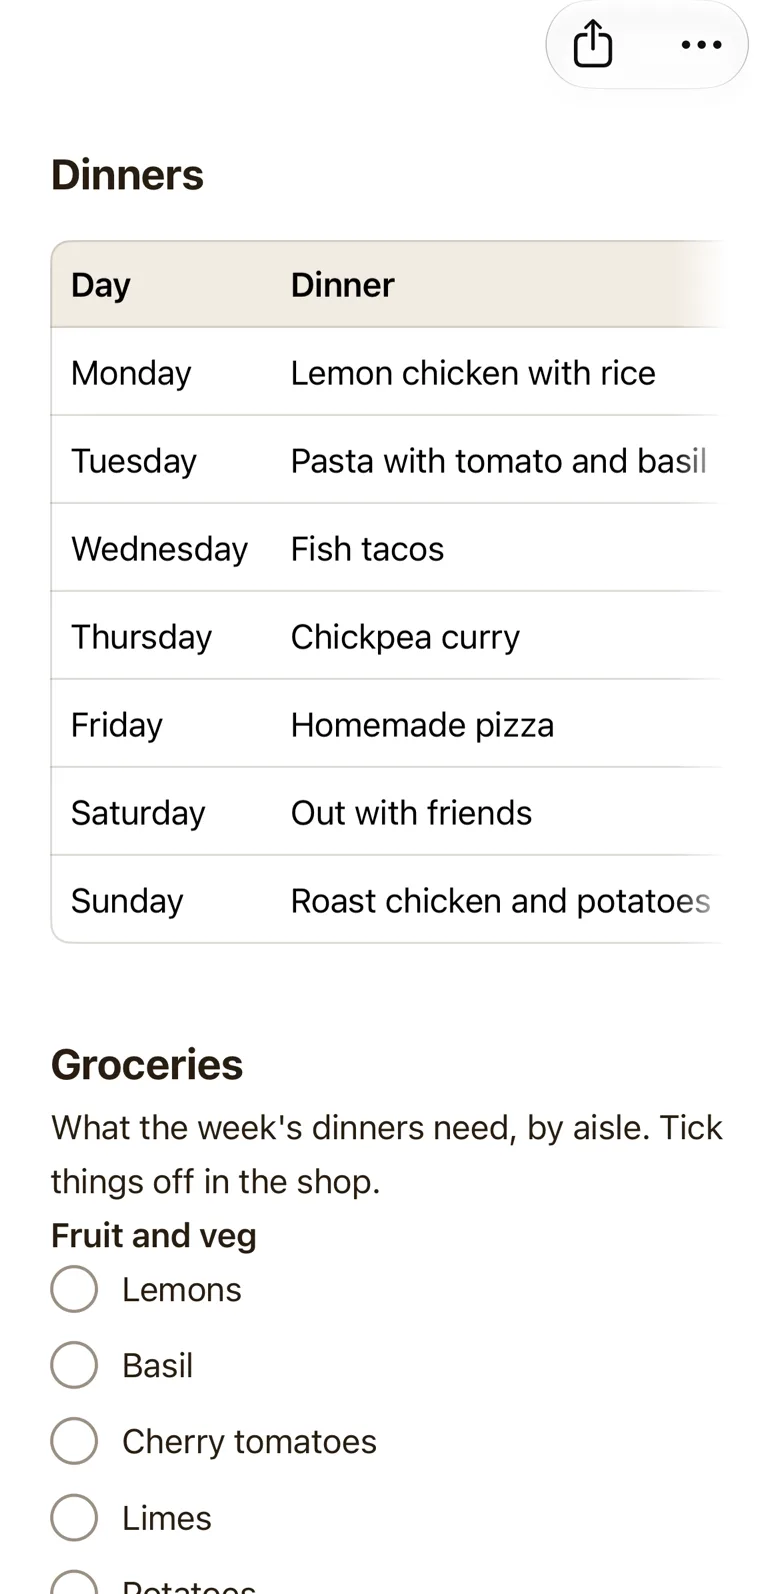 Dinners
Day Dinner
Monday Lemon chicken with rice
Tuesday Pasta with tomato and basil
Wednesday Fish tacos
Thursday Chickpea curry
Friday Homemade pizza
Saturday Out with friends
Sunday Roast chicken and potatoes
Groceries
What the week's dinners need, by aisle. Tick
things off in the shop.
Fruit and veg
Lemons
Basil
Cherry tomatoes
Limes
Potatoes